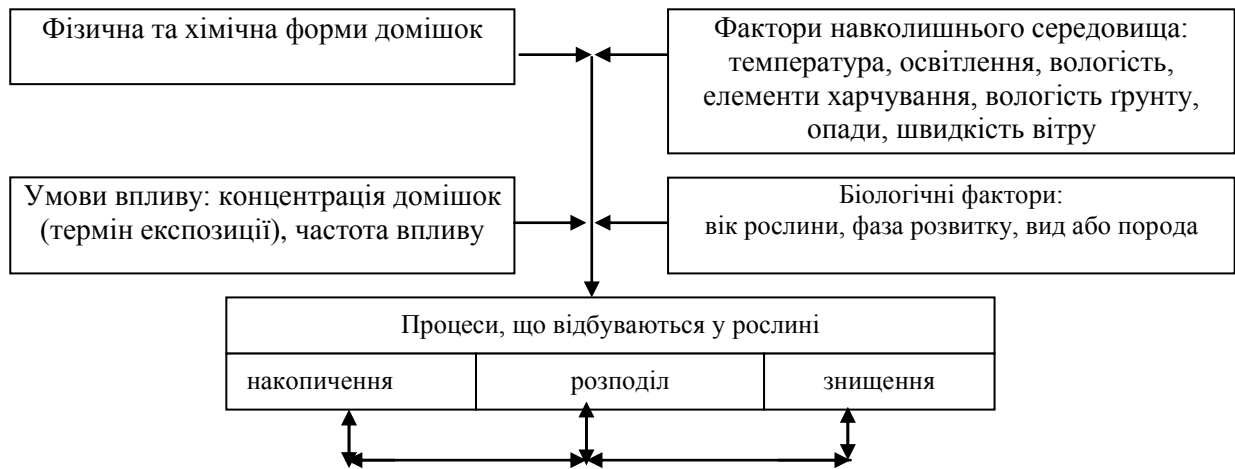 Фізична та хімічна форми домішок
Фактори навколишнього середовища:
температура, освітлення, вологість,
елементи харчування, вологість ґрунту,
опади, швидкість вітру
Умови впливу: концентрація домішок
(термін експозиції), частота впливу
Біологічні фактори:
вік рослини, фаза розвитку, вид або порода
Процеси, що відбуваються у рослині
накопичення
розподіл
знищення